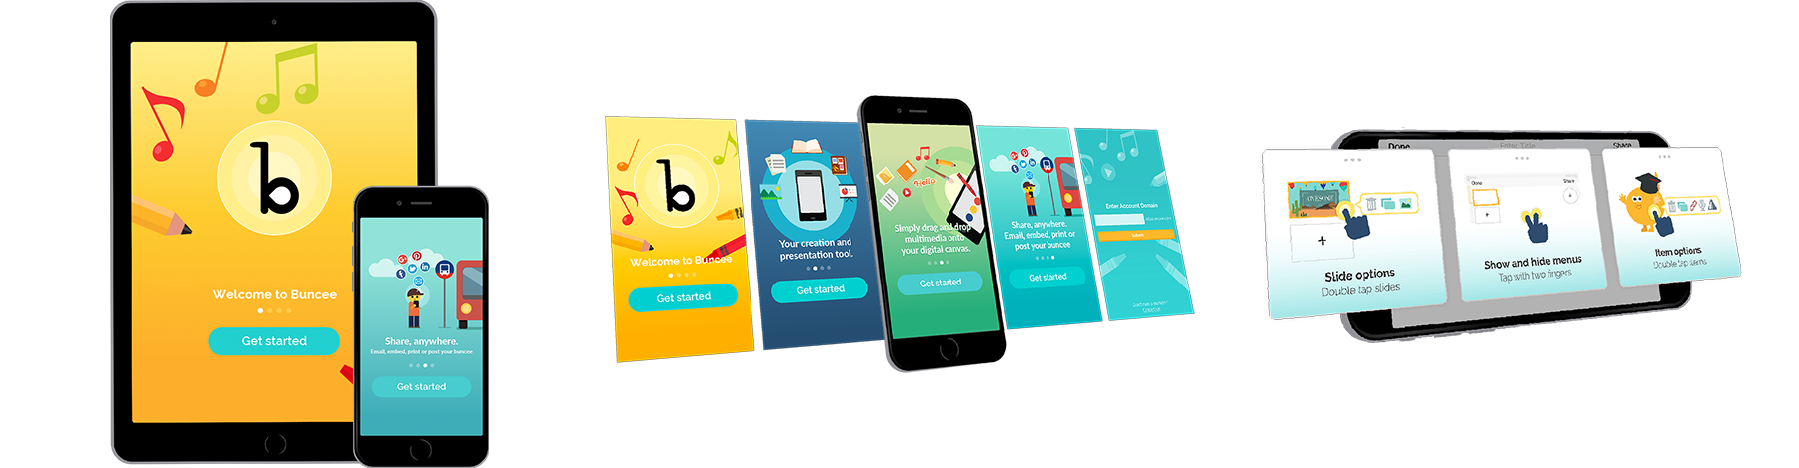 b
Welcome to Buncee
Get started
Share, anywhere.
Email, embed, print or post your buncee
Get started
b
Welcome to Buncee
Get started
Your creation and
presentation tool.
Get started
Hello
Simply drag and drop
multimedia onto
your digital canvas.
Get started
Share, anywhere.
Email, embed, print or
post your buncee
Get started
Enter Account Domain
Submit
Done
Enter Title
Share
Slide options
Double tap slides
Done
Share
Show and hide menus
Tap with two fingers
Item options
Double tap items